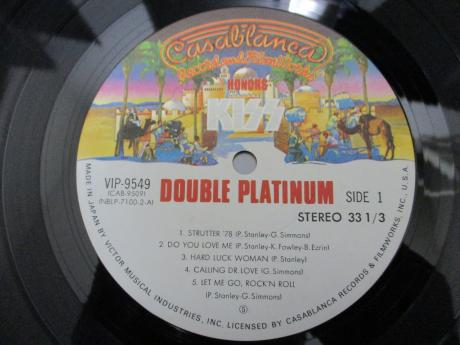 Casablanca
Record and FilmWorks
HONORS
KISS
VIP-9549
(CAB-9509)
(NBLP-7100-2-A)
DOUBLE PLATINUM
SIDE 1
STEREO 33 1/3
1. STRUTTER '78 (P. Stanley-G. Simmons)
2. DO YOU LOVE ME (P. Stanley-K. Fowley-B. Ezrin)
3. HARD LUCK WOMAN (P. Stanley)
4. CALLING DR. LOVE (G. Simmons)
5. LET ME GO, ROCK'N ROLL
(P. Stanley-G. Simmons)
S
MADE IN JAPAN BY VICTOR MUSICAL INDUSTRIES, INC. LICENSED BY CASABLANCA RECORDS & FILMWORKS, INC., U.S.A.